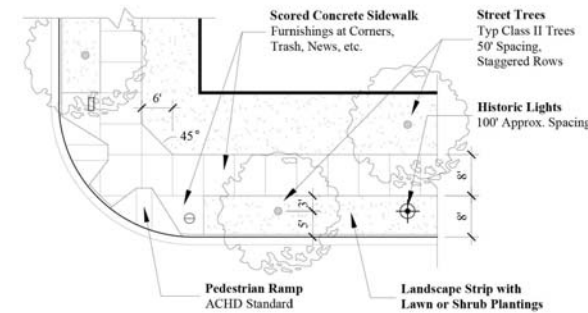 Scored Concrete Sidewalk
Furnishings at Corners,
Trash, News, etc.
Street Trees
Typ Class II Trees
50' Spacing,
Staggered Rows
Historic Lights
100' Approx. Spacing
6'
45°
8'
3'
5'
8'
Pedestrian Ramp
ACHD Standard
Landscape Strip with
Lawn or Shrub Plantings